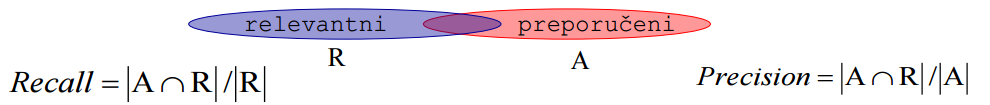 relevantni preporučeni
R A
Recall = |A ∩ R| / |R| Precision = |A ∩ R| / |A|